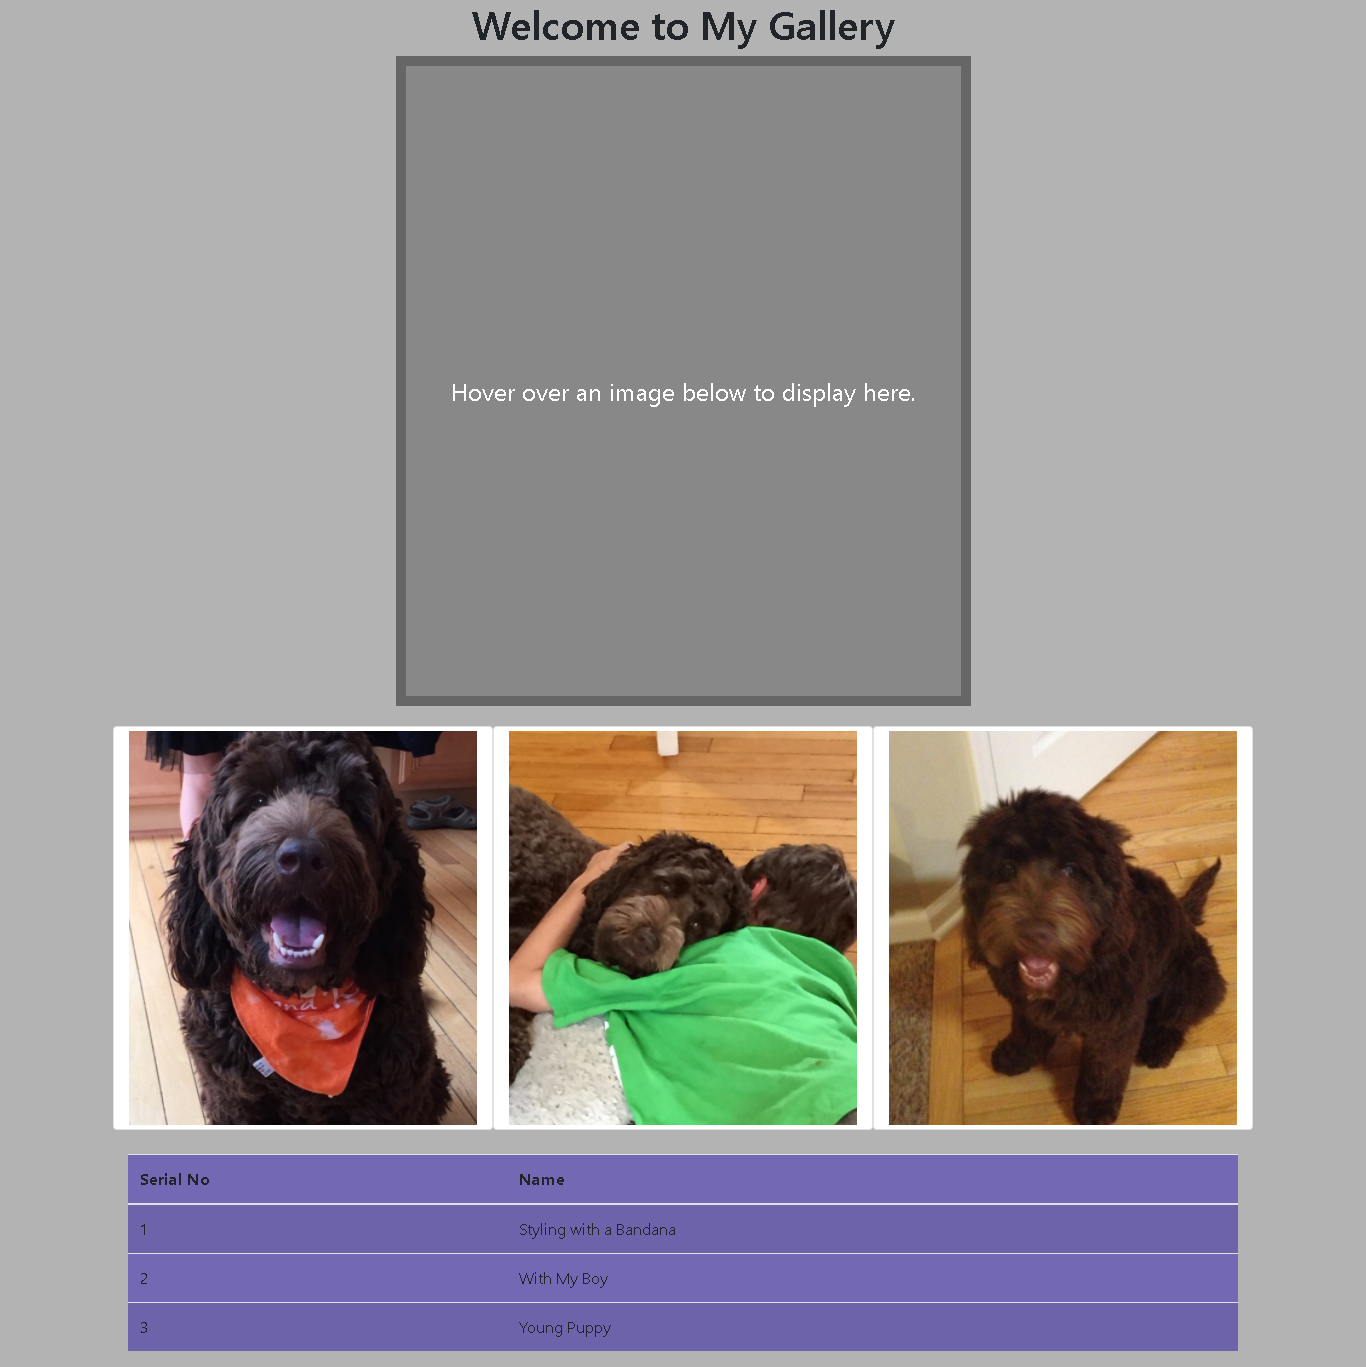 Welcome to My Gallery
Hover over an image below to display here.
Serial No Name
1 Styling with a Bandana
2 With My Boy
3 Young Puppy